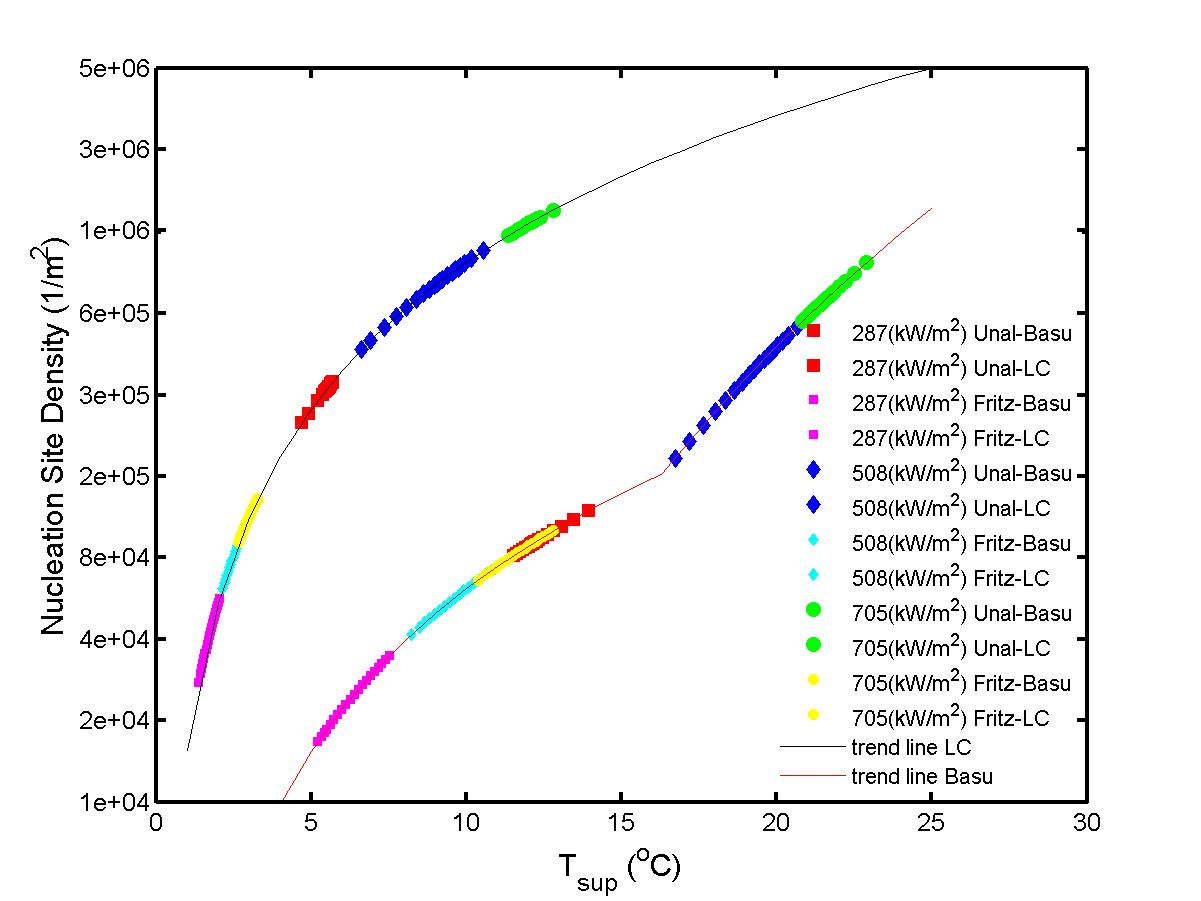 5e+06
3e+06
1e+06
6e+05
3e+05
2e+05
8e+04
4e+04
2e+04
1e+04
Nucleation Site Density (1/m²)
287(kW/m²) Unal-Basu
287(kW/m²) Unal-LC
287(kW/m²) Fritz-Basu
287(kW/m²) Fritz-LC
508(kW/m²) Unal-Basu
508(kW/m²) Unal-LC
508(kW/m²) Fritz-Basu
508(kW/m²) Fritz-LC
705(kW/m²) Unal-Basu
705(kW/m²) Unal-LC
705(kW/m²) Fritz-Basu
705(kW/m²) Fritz-LC
trend line LC
trend line Basu
0 5 10 15 20 25 30
T_sup (°C)